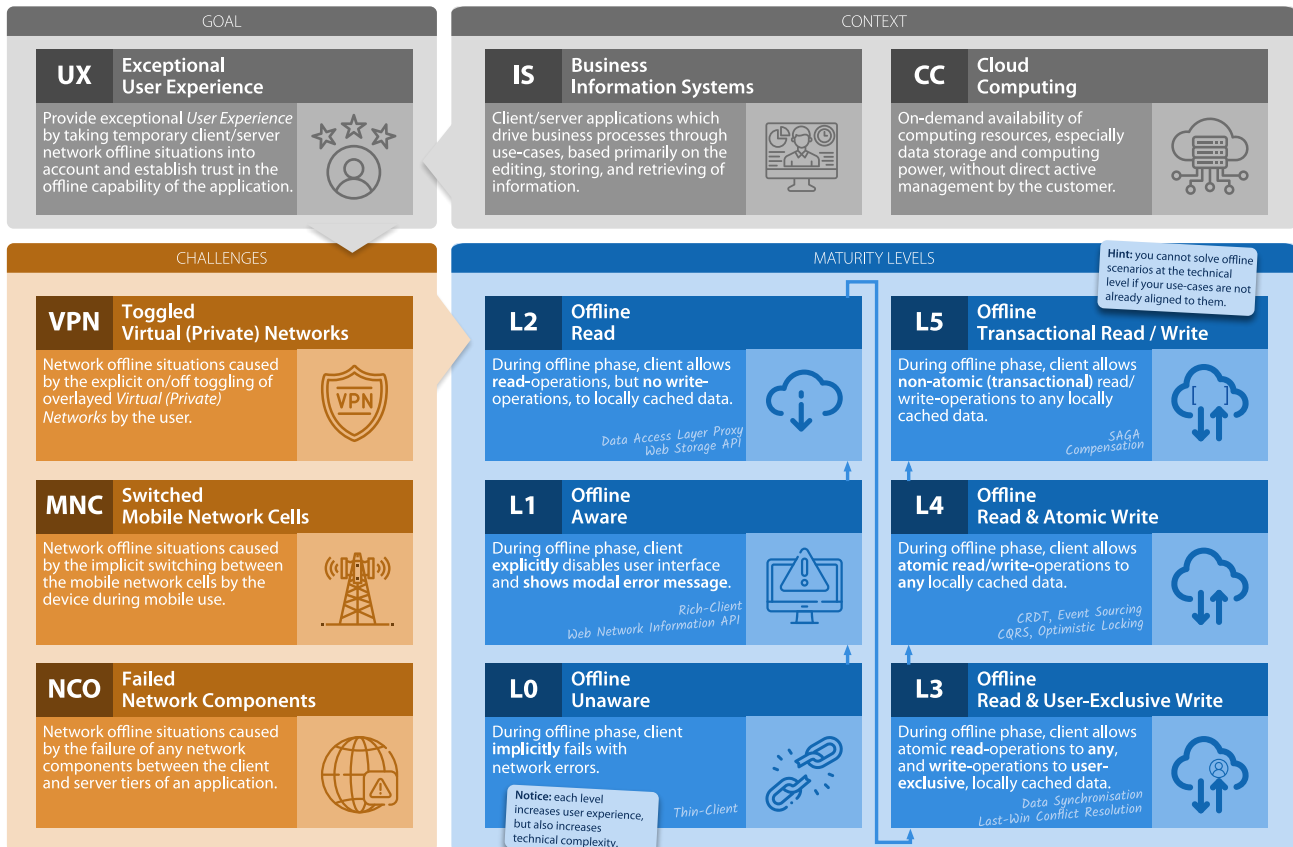 GOAL
UX
Exceptional
User Experience
Provide exceptional User Experience
by taking temporary client/server
network offline situations into
account and establish trust in the
offline capability of the application.
CONTEXT
IS
Business
Information Systems
Client/server applications which
drive business processes through
use-cases, based primarily on the
editing, storing, and retrieving of
information.
CC
Cloud
Computing
On-demand availability of
computing resources, especially
data storage and computing
power, without direct active
management by the customer.
CHALLENGES
VPN
Toggled
Virtual (Private) Networks
Network offline situations caused
by the explicit on/off toggling of
overlayed Virtual (Private)
Networks by the user.
VPN
MNC
Switched
Mobile Network Cells
Network offline situations caused
by the implicit switching between
the mobile network cells by the
device during mobile use.
NCO
Failed
Network Components
Network offline situations caused
by the failure of any network
components between the client
and server tiers of an application.
MATURITY LEVELS
Hint: you cannot solve offline
scenarios at the technical
level if your use-cases are not
already aligned to them.
L2
Offline
Read
During offline phase, client allows
read-operations, but no write-
operations, to locally cached data.
Data Access Layer Proxy
Web Storage API
L1
Offline
Aware
During offline phase, client
explicitly disables user interface
and shows modal error message.
Rich-Client
Web Network Information API
L0
Offline
Unaware
During offline phase, client
implicitly fails with
network errors.
Thin-Client
Notice: each level
increases user experience,
but also increases
technical complexity.
L5
Offline
Transactional Read / Write
During offline phase, client allows
non-atomic (transactional) read/
write-operations to any locally
cached data.
[ ]
SAGA
Compensation
L4
Offline
Read & Atomic Write
During offline phase, client allows
atomic read/write-operations to
any locally cached data.
CRDT, Event Sourcing
CQRS, Optimistic Locking
L3
Offline
Read & User-Exclusive Write
During offline phase, client allows
atomic read-operations to any,
and write-operations to user-
exclusive, locally cached data.
Data Synchronisation
Last-Win Conflict Resolution